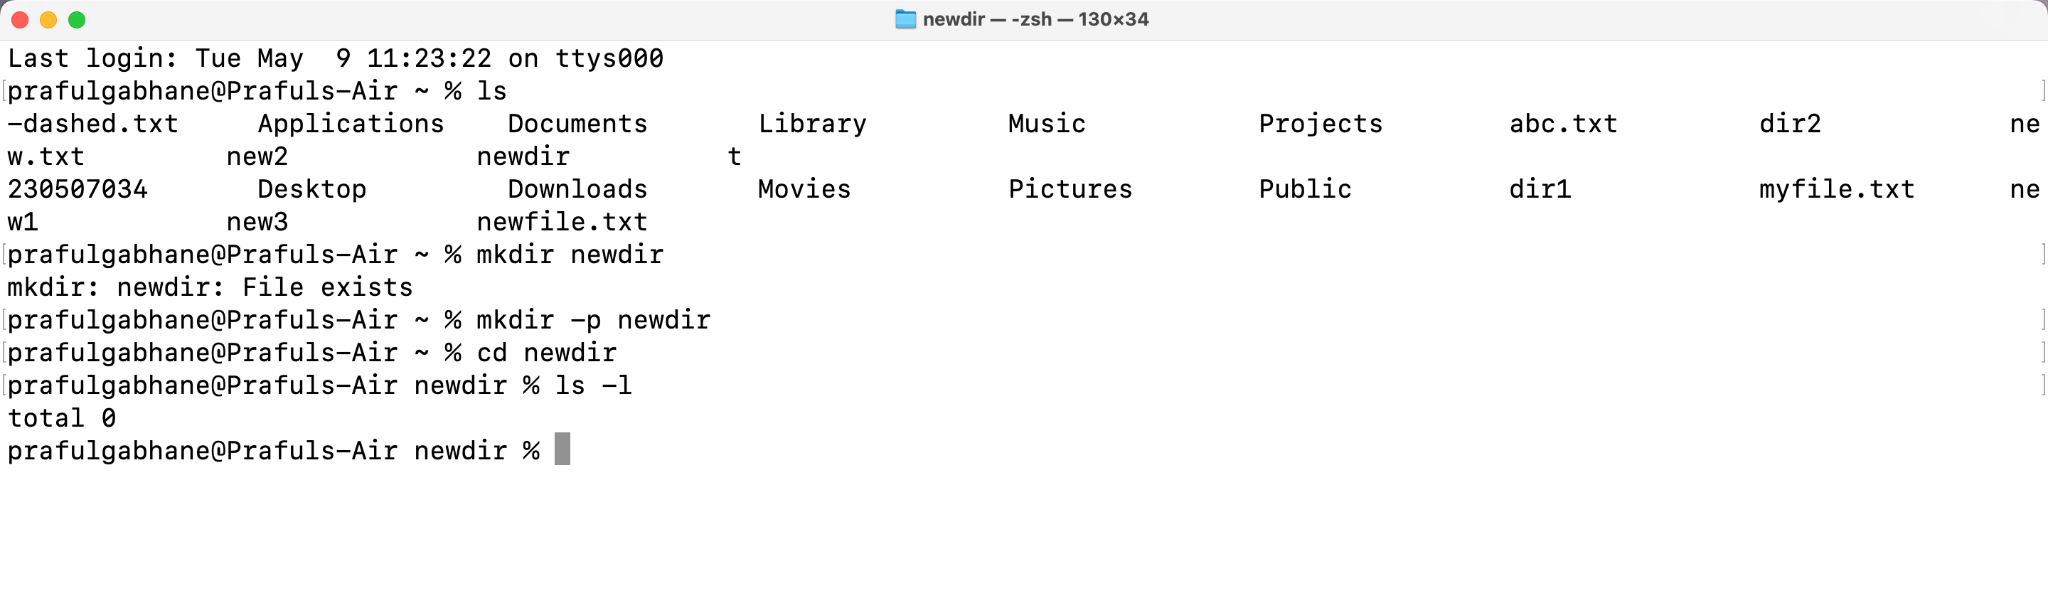 newdir — -zsh — 130×34
Last login: Tue May  9 11:23:22 on ttys000
[prafulgabhane@Prafuls-Air ~ % ls ]
-dashed.txt     Applications    Documents       Library         Music           Projects        abc.txt         dir2            ne
w.txt         new2            newdir          t
230507034       Desktop         Downloads       Movies          Pictures        Public          dir1            myfile.txt      ne
w1            new3            newfile.txt
[prafulgabhane@Prafuls-Air ~ % mkdir newdir ]
mkdir: newdir: File exists
[prafulgabhane@Prafuls-Air ~ % mkdir -p newdir ]
[prafulgabhane@Prafuls-Air ~ % cd newdir ]
[prafulgabhane@Prafuls-Air newdir % ls -l ]
total 0
prafulgabhane@Prafuls-Air newdir %